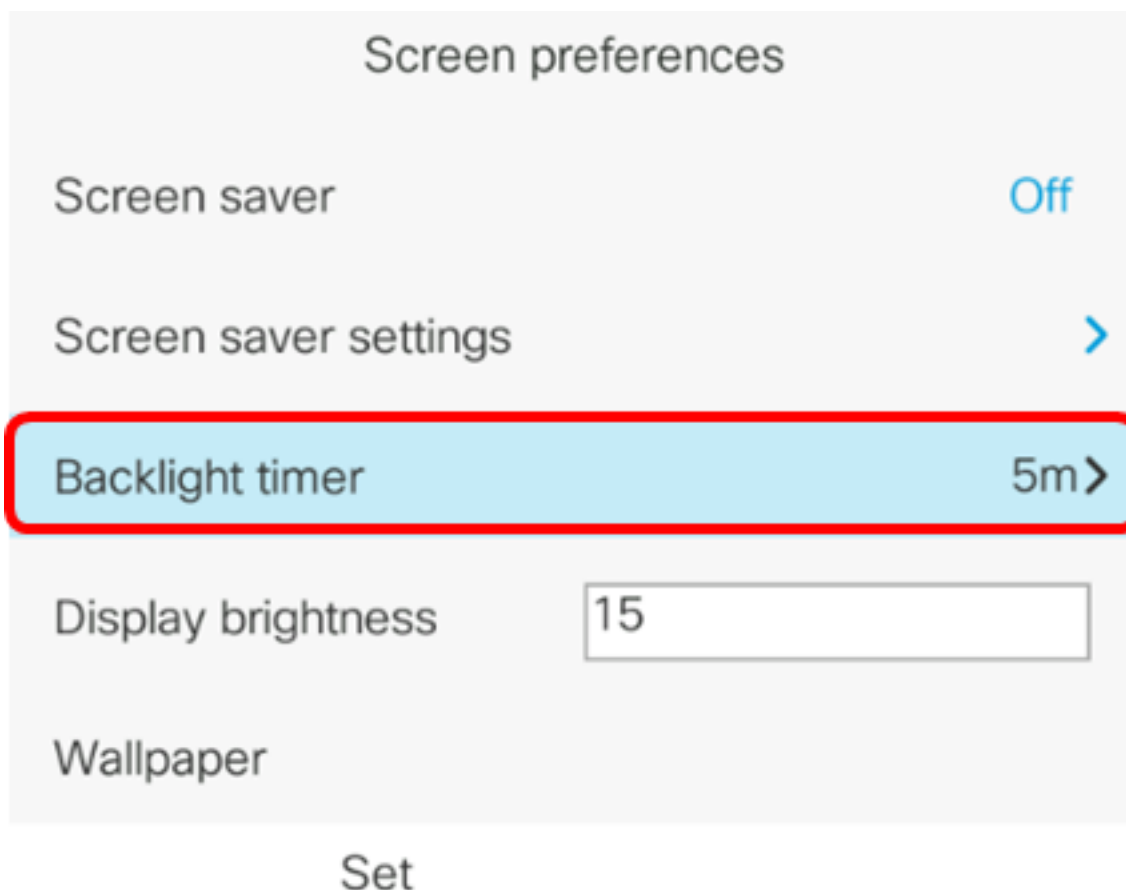 Screen preferences
Screen saver Off
Screen saver settings
Backlight timer 5m
Display brightness 15
Wallpaper
Set